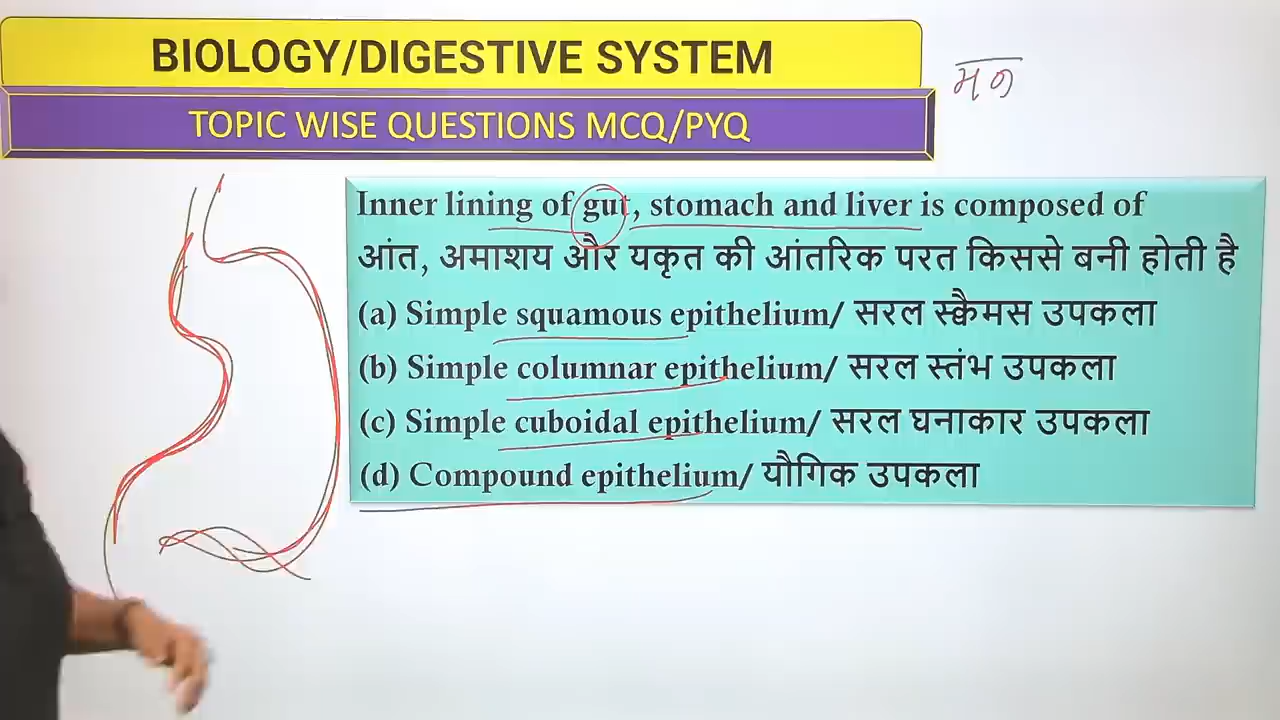 BIOLOGY/DIGESTIVE SYSTEM
TOPIC WISE QUESTIONS MCQ/PYQ
Inner lining of gut, stomach and liver is composed of
आंत, अमाशय और यकृत की आंतरिक परत किससे बनी होती है
(a) Simple squamous epithelium/ सरल स्कैमस उपकला
(b) Simple columnar epithelium/ सरल स्तंभ उपकला
(c) Simple cuboidal epithelium/ सरल घनाकार उपकला
(d) Compound epithelium/ यौगिक उपकला